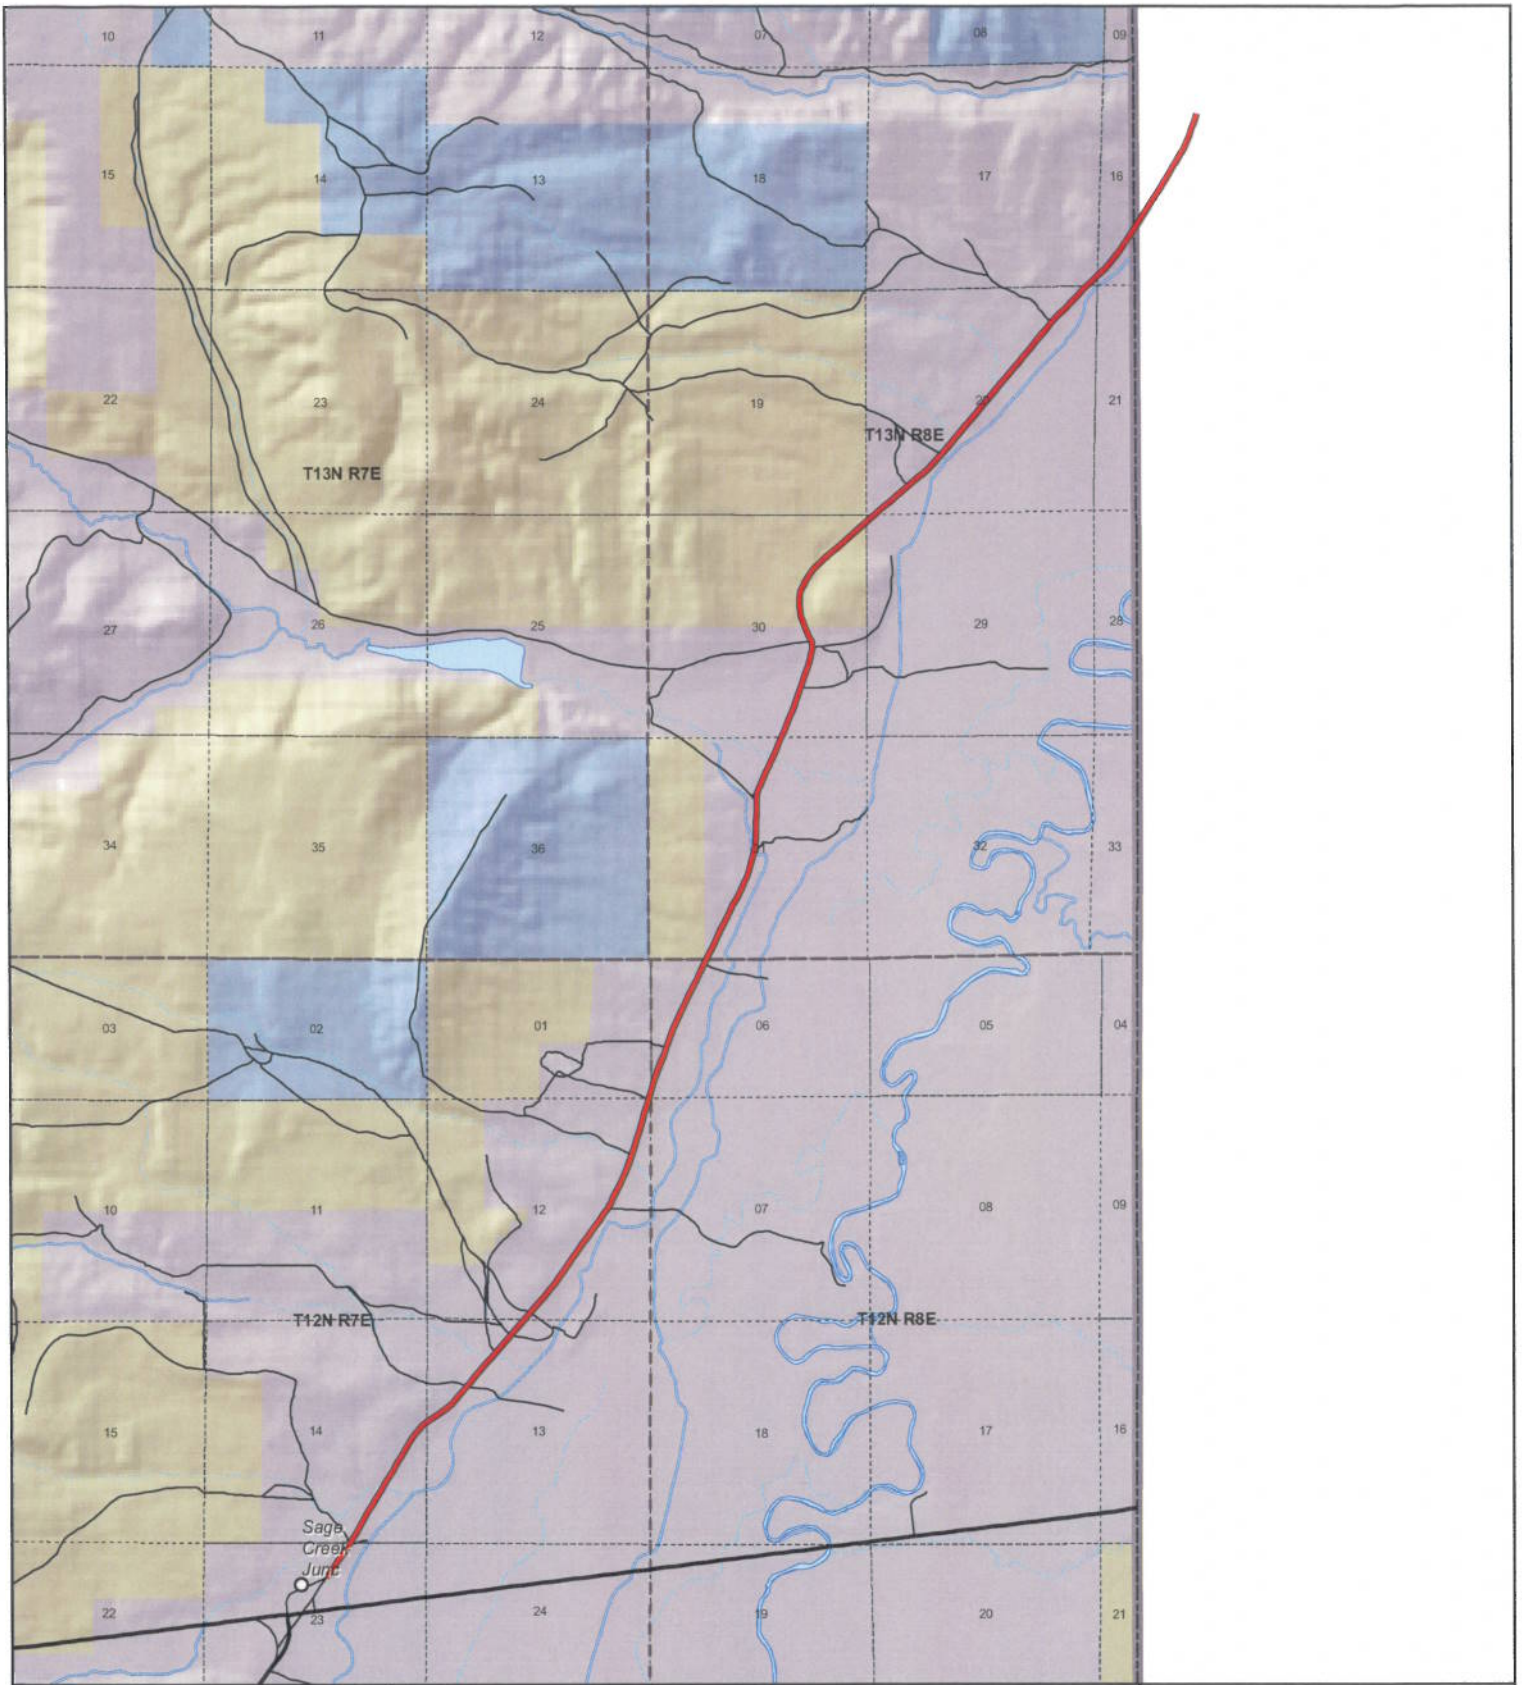 10 11 12 07 08 09
15 14 13 18 17 16
22 23 24 19 20 21
T13N R7E T13N R8E
27 26 25 30 29 28
34 35 36 32 33
03 02 01 06 05 04
10 11 12 07 08 09
T12N R7E T12N R8E
15 14 13 18 17 16
Sage
Creek
Junc
22 23 24 19 20 21